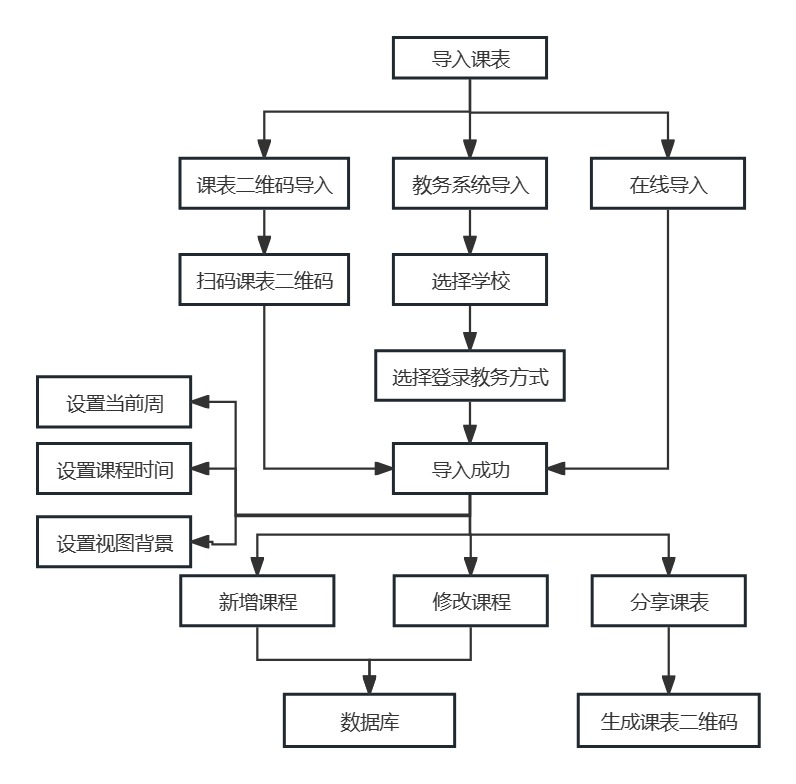 导入课表
课表二维码导入
教务系统导入
在线导入
扫码课表二维码
选择学校
选择登录教务方式
设置当前周
设置课程时间
导入成功
设置视图背景
新增课程
修改课程
分享课表
数据库
生成课表二维码